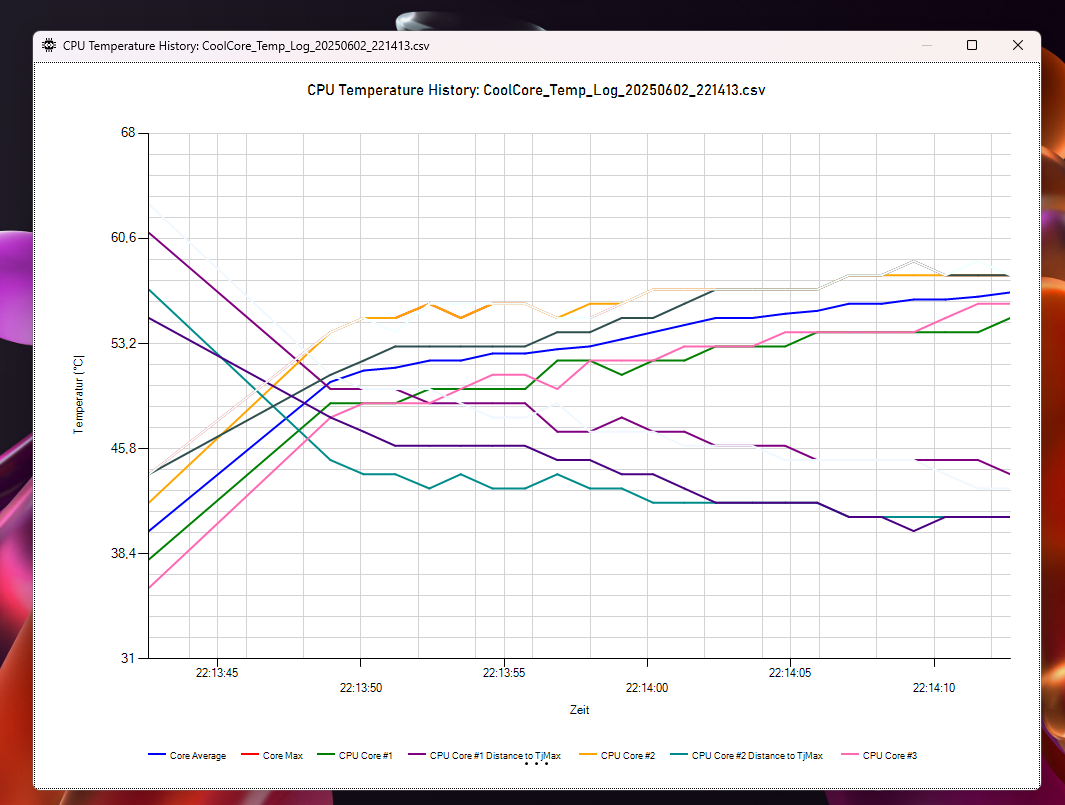 CPU Temperature History: CoolCore_Temp_Log_20250602_221413.csv
CPU Temperature History: CoolCore_Temp_Log_20250602_221413.csv
68
60,6
53,2
45,8
38,4
31
Temperatur (°C)
22:13:45
22:13:50
22:13:55
22:14:00
22:14:05
22:14:10
Zeit
Core Average Core Max CPU Core #1 CPU Core #1 Distance to TjMax CPU Core #2 CPU Core #2 Distance to TjMax CPU Core #3
...